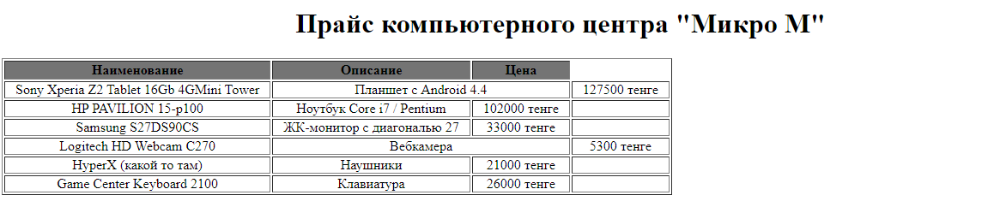 Прайс компьютерного центра "Микро М"
Наименование Описание Цена
Sony Xperia Z2 Tablet 16Gb 4GMini Tower Планшет с Android 4.4 127500 тенге
HP PAVILION 15-p100 Ноутбук Core i7 / Pentium 102000 тенге
Samsung S27DS90CS ЖК-монитор с диагональю 27 33000 тенге
Logitech HD Webcam C270 Вебкамера 5300 тенге
HyperX (какой то там) Наушники 21000 тенге
Game Center Keyboard 2100 Клавиатура 26000 тенге